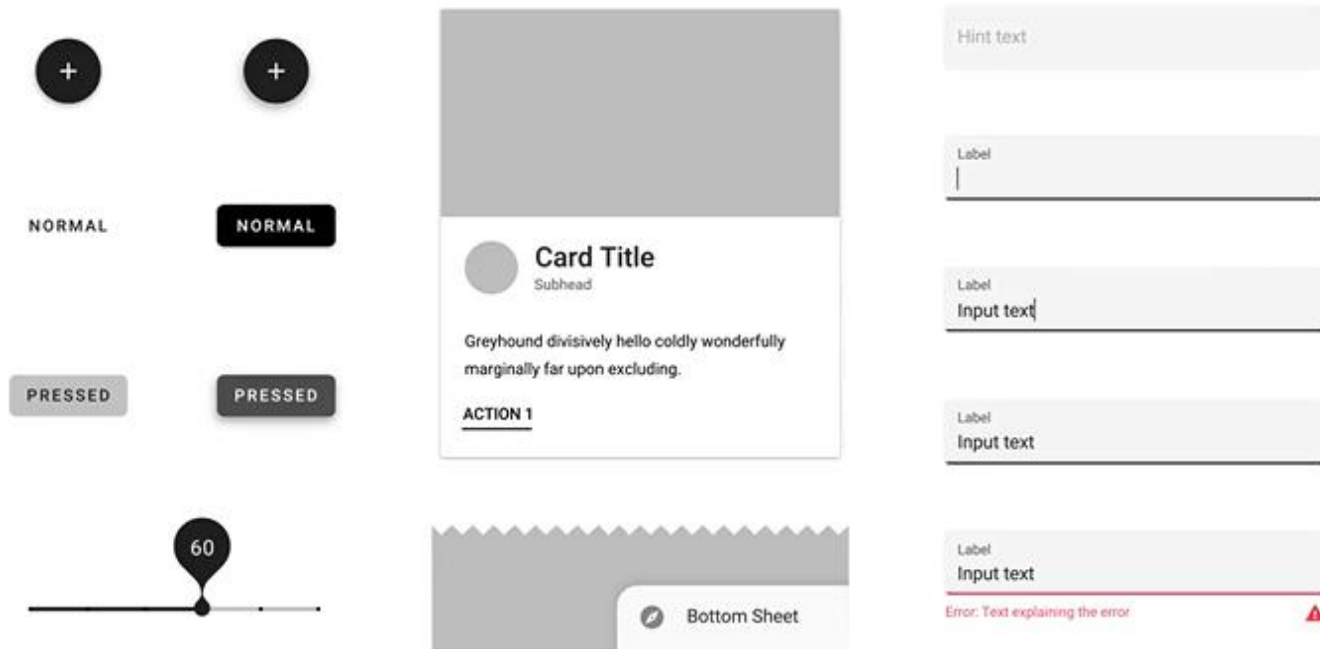 +
+
NORMAL
NORMAL
PRESSED
PRESSED
60
Card Title
Subhead
Greyhound divisively hello coldly wonderfully
marginally far upon excluding.
ACTION 1
Bottom Sheet
Hint text
Label
Label
Input text
Label
Input text
Label
Input text
Error: Text explaining the error